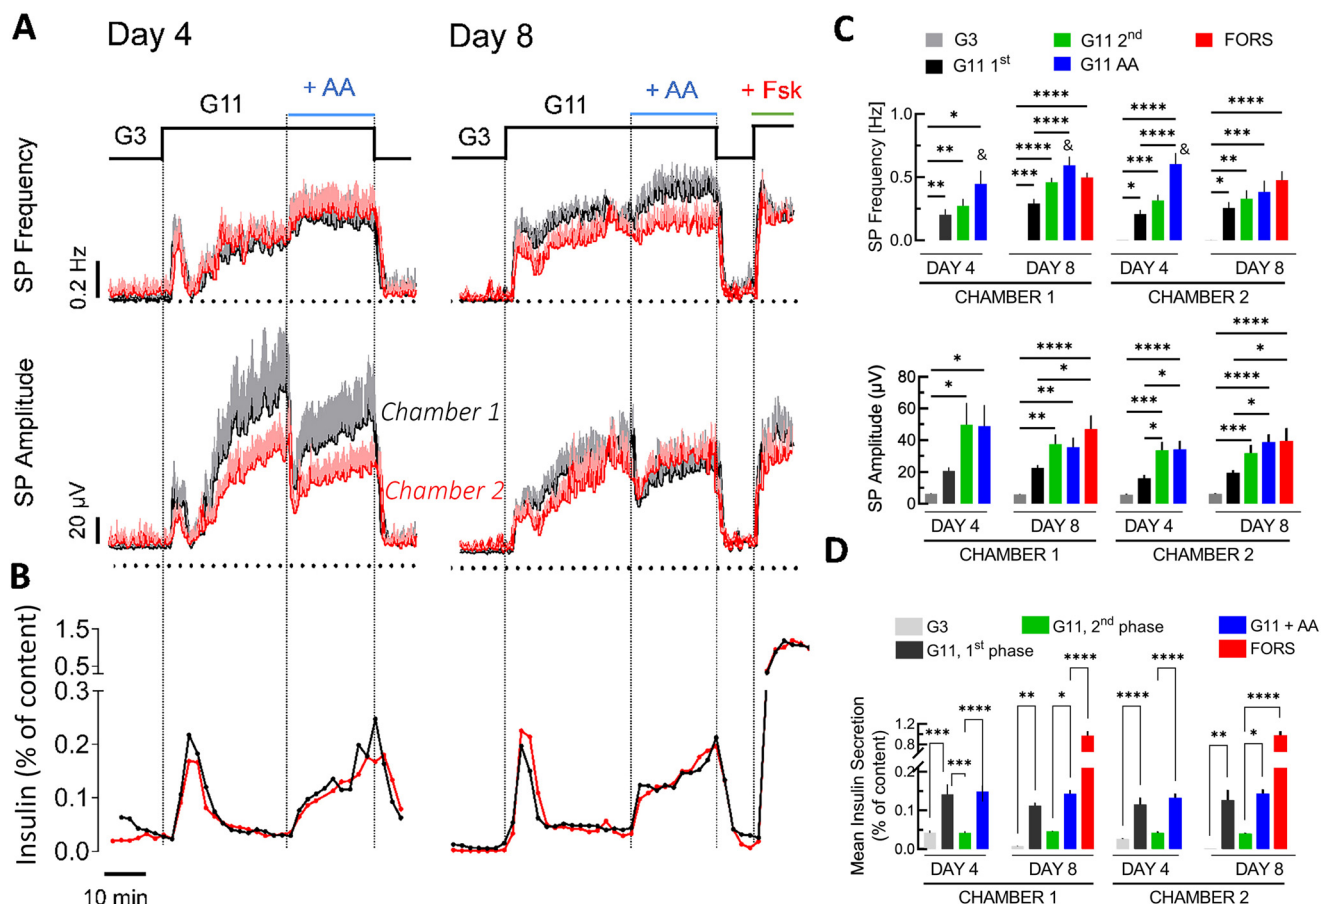 A
Day 4
Day 8
G3
G11
+ AA
G3
G11
+ AA
+ Fsk
SP Frequency
0.2 Hz
SP Amplitude
20 µV
Chamber 1
Chamber 2
B
Insulin (% of content)
1.5
0.5
0.3
0.2
0.1
0.0
10 min
C
G3
G11 2nd
FORS
G11 1st
G11 AA
SP Frequency [Hz]
1.0
0.5
0.0
* ** ** &
**** **** **** *** &
**** **** *** * &
**** *** ** *
DAY 4
DAY 8
DAY 4
DAY 8
CHAMBER 1
CHAMBER 2
SP Amplitude (µV)
80
60
40
20
0
* *
**** * ** **
**** * *** *
**** * **** * ***
DAY 4
DAY 8
DAY 4
DAY 8
CHAMBER 1
CHAMBER 2
D
G3
G11, 2nd phase
G11 + AA
G11, 1st phase
FORS
Mean Insulin Secretion
(% of content)
1.2
0.8
0.2
0.1
0.0
*** *** ****
** * ****
**** ****
** * ****
DAY 4
DAY 8
DAY 4
DAY 8
CHAMBER 1
CHAMBER 2